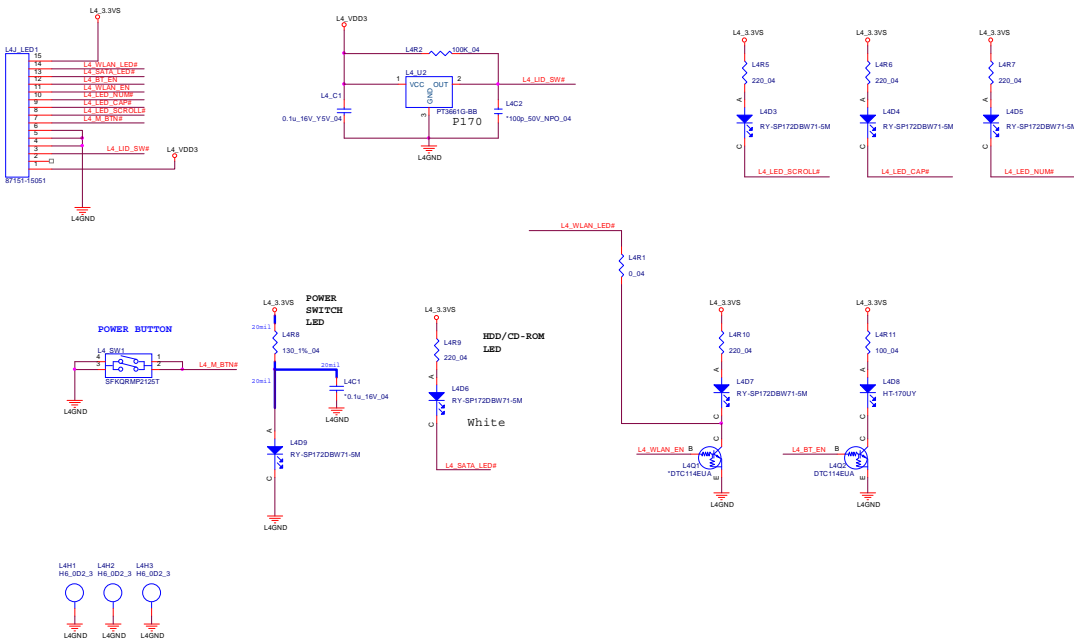 L4_3.3VS
L4J_LED1
15
14
13
12
11
10
9
8
7
6
5
4
3
2
1
L4_WLAN_LED#
L4_SATA_LED#
L4_BT_EN
L4_WLAN_EN
L4_LED_NUM#
L4_LED_CAP#
L4_LED_SCROLL#
L4_M_BTN#
L4_LID_SW#
L4_VDD3
87151-15051
L4GND
L4_VDD3
L4R2
100K_04
L4_U2
1
VCC
OUT
2
GND
3
L4_LID_SW#
PT3661G-BB
P170
L4_C1
0.1u_16V_Y5V_04
L4C2
*100p_50V_NPO_04
L4GND
L4_3.3VS
L4R5
220_04
A
L4D3
RY-SP172DBW71-5M
C
L4_LED_SCROLL#
L4_3.3VS
L4R6
220_04
A
L4D4
RY-SP172DBW71-5M
C
L4_LED_CAP#
L4_3.3VS
L4R7
220_04
A
L4D5
RY-SP172DBW71-5M
C
L4_LED_NUM#
L4_WLAN_LED#
L4R1
0_04
POWER BUTTON
L4_SW1
4
3
1
2
SFKQRMP2125T
L4_M_BTN#
L4GND
L4_3.3VS
POWER
SWITCH
LED
20mil
L4R8
130_1%_04
20mil
20mil
L4C1
*0.1u_16V_04
L4GND
A
L4D9
RY-SP172DBW71-5M
C
L4GND
L4_3.3VS
HDD/CD-ROM
LED
L4R9
220_04
A
L4D6
RY-SP172DBW71-5M
C
White
L4_SATA_LED#
L4_3.3VS
L4R10
220_04
A
L4D7
RY-SP172DBW71-5M
C
C
L4_WLAN_EN
B
L4Q1
*DTC114EUA
E
L4GND
L4_3.3VS
L4R11
100_04
A
L4D8
HT-170UY
C
C
L4_BT_EN
B
L4Q2
DTC114EUA
E
L4GND
L4H1
H6_0D2_3
L4GND
L4H2
H6_0D2_3
L4GND
L4H3
H6_0D2_3
L4GND